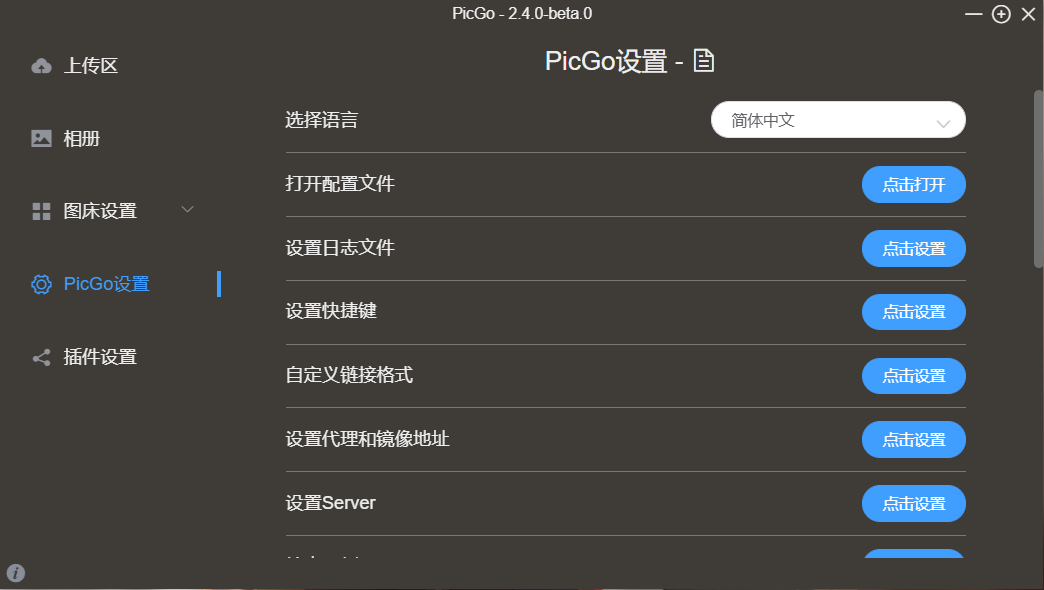 PicGo - 2.4.0-beta.0
上传区
相册
图床设置
PicGo设置
插件设置
PicGo设置 -
选择语言
简体中文
打开配置文件
点击打开
设置日志文件
点击设置
设置快捷键
点击设置
自定义链接格式
点击设置
设置代理和镜像地址
点击设置
设置Server
点击设置